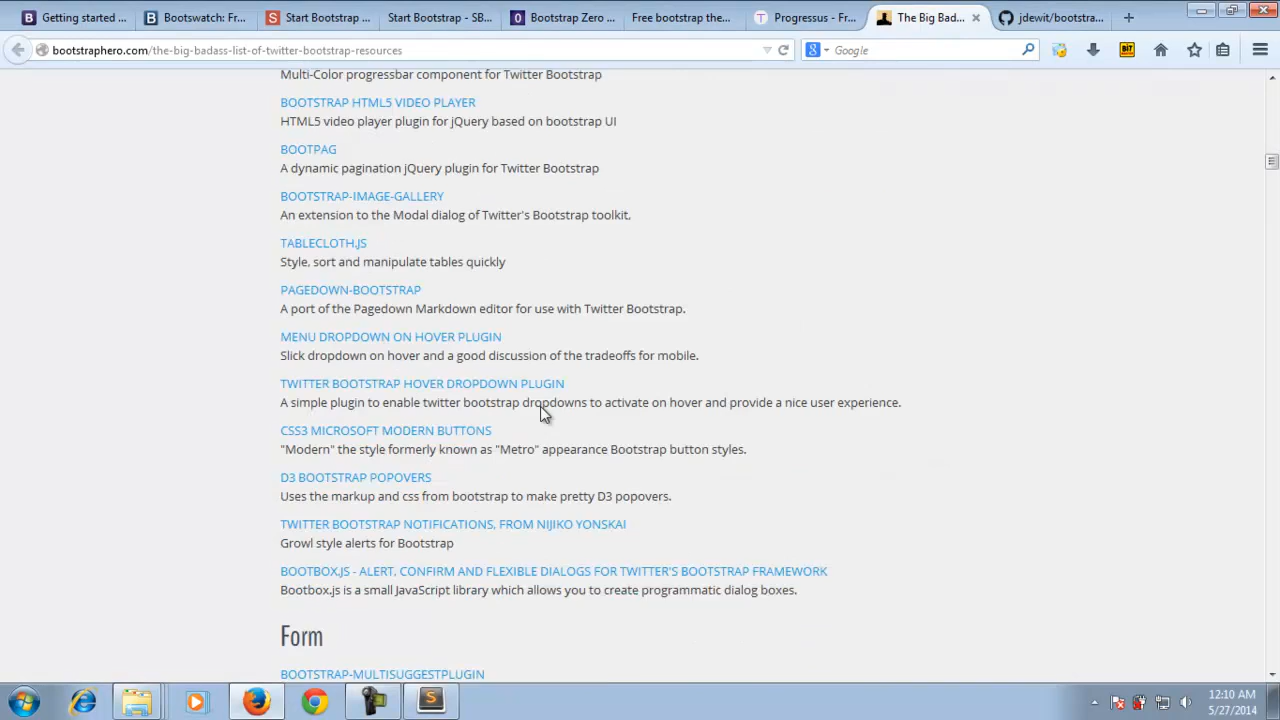 Getting started ...
Bootswatch: Fr...
Start Bootstrap ...
Start Bootstrap - SB...
Bootstrap Zero ...
Free bootstrap the...
Progressus - Fr...
The Big Bad...
jdewit/bootstra...
bootstraphero.com/the-big-badass-list-of-twitter-bootstrap-resources
Google
Multi-Color progressbar component for Twitter Bootstrap
BOOTSTRAP HTML5 VIDEO PLAYER
HTML5 video player plugin for jQuery based on bootstrap UI
BOOTPAG
A dynamic pagination jQuery plugin for Twitter Bootstrap
BOOTSTRAP-IMAGE-GALLERY
An extension to the Modal dialog of Twitter's Bootstrap toolkit,
TABLECLOTH.JS
Style, sort and manipulate tables quickly
PAGEDOWN-BOOTSTRAP
A port of the Pagedown Markdown editor for use with Twitter Bootstrap.
MENU DROPDOWN ON HOVER PLUGIN
Slick dropdown on hover and a good discussion of the tradeoffs for mobile.
TWITTER BOOTSTRAP HOVER DROPDOWN PLUGIN
A simple plugin to enable twitter bootstrap dropdowns to activate on hover and provide a nice user experience.
CSS3 MICROSOFT MODERN BUTTONS
"Modern" the style formerly known as "Metro" appearance Bootstrap button styles.
D3 BOOTSTRAP POPOVERS
Uses the markup and css from bootstrap to make pretty D3 popovers.
TWITTER BOOTSTRAP NOTIFICATIONS, FROM NIJIKO YONSKAI
Growl style alerts for Bootstrap
BOOTBOX.JS - ALERT, CONFIRM AND FLEXIBLE DIALOGS FOR TWITTER'S BOOTSTRAP FRAMEWORK
Bootbox.js is a small JavaScript library which allows you to create programmatic dialog boxes.
Form
BOOTSTRAP-MULTISUGGESTPLUGIN
12:10 AM
5/27/2014